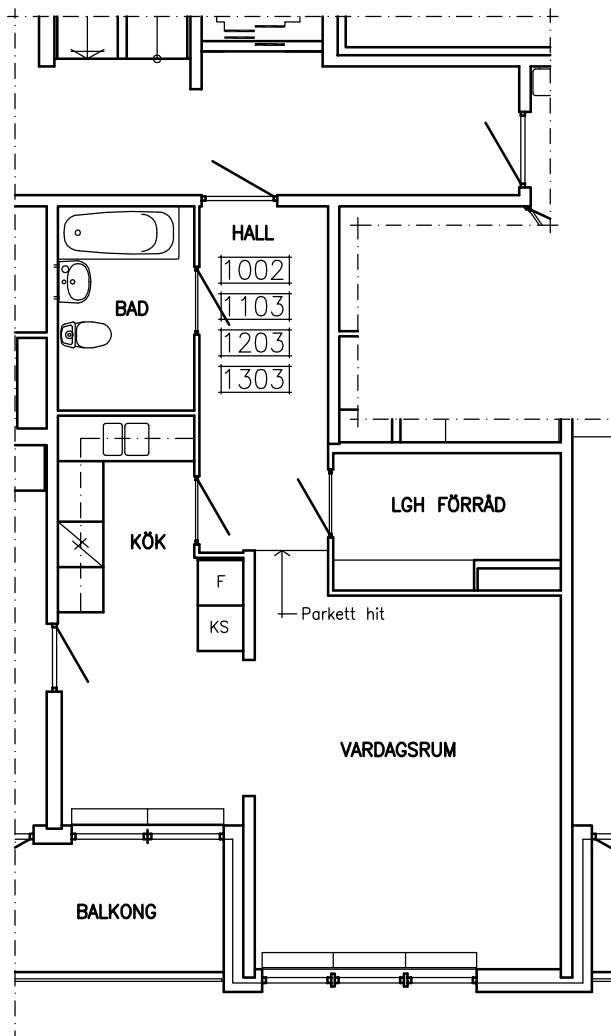 HALL
1002
1103
1203
1303
BAD
LGH FÖRRÅD
KÖK
F
KS
Parkett hit
VARDAGSRUM
BALKONG